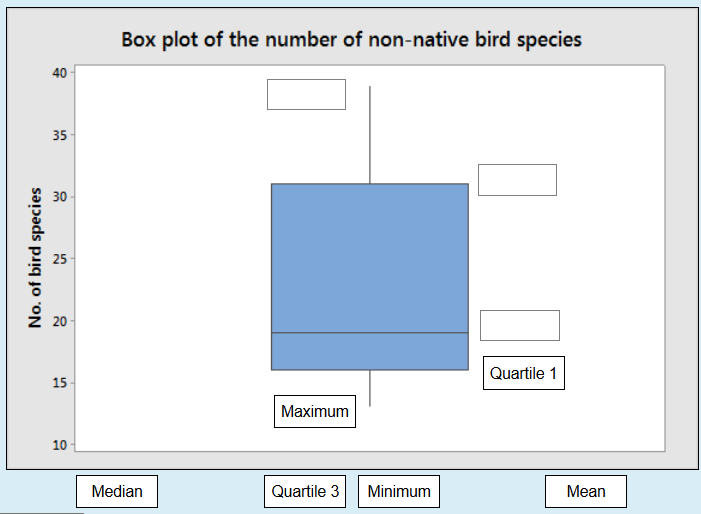 Box plot of the number of non-native bird species
No. of bird species
40
35
30
25
20
15
10
Quartile 1
Maximum
Median
Quartile 3
Minimum
Mean